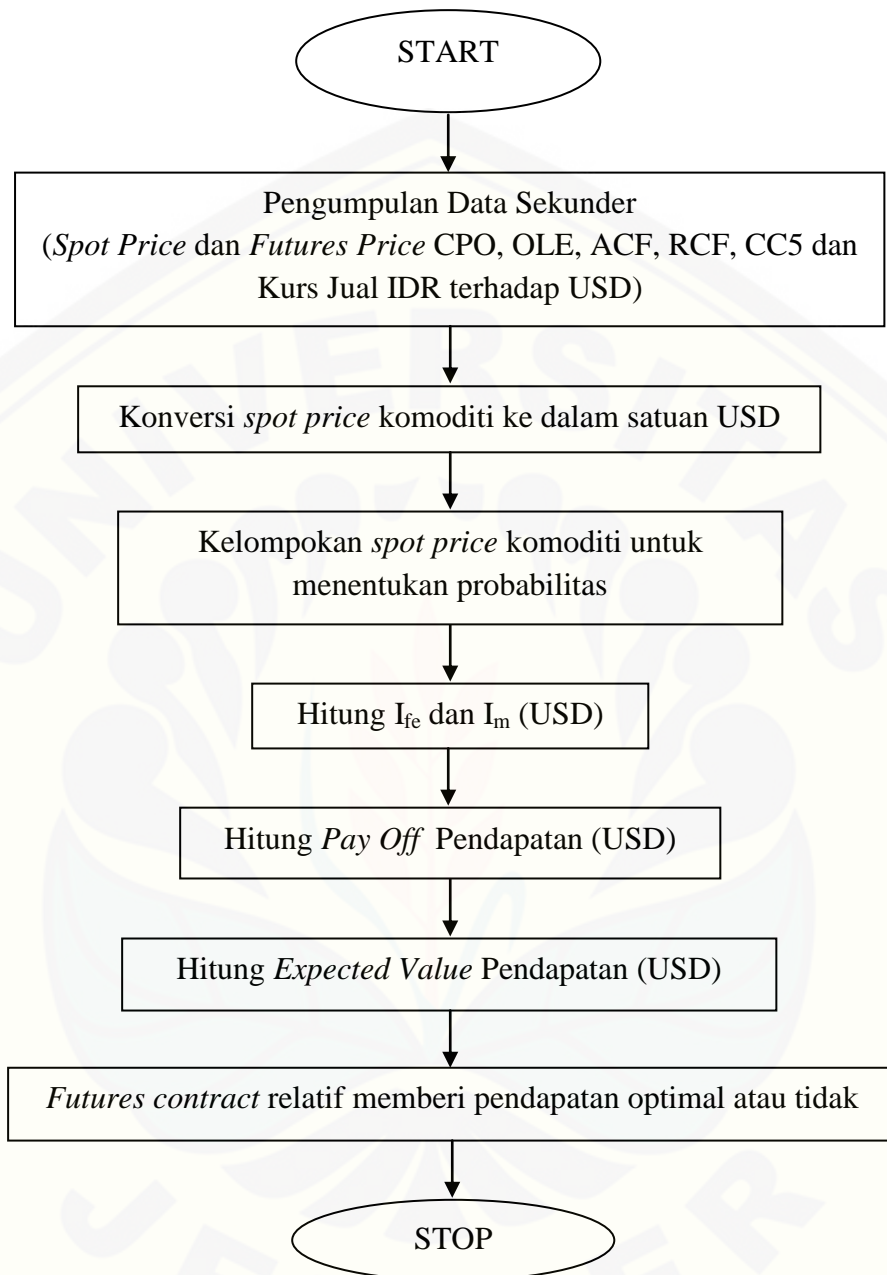 START
Pengumpulan Data Sekunder
(Spot Price dan Futures Price CPO, OLE, ACF, RCF, CC5 dan
Kurs Jual IDR terhadap USD)
Konversi spot price komoditi ke dalam satuan USD
Kelompokan spot price komoditi untuk
menentukan probabilitas
Hitung Ife dan Im (USD)
Hitung Pay Off Pendapatan (USD)
Hitung Expected Value Pendapatan (USD)
Futures contract relatif memberi pendapatan optimal atau tidak
STOP
UNIVERSITAS